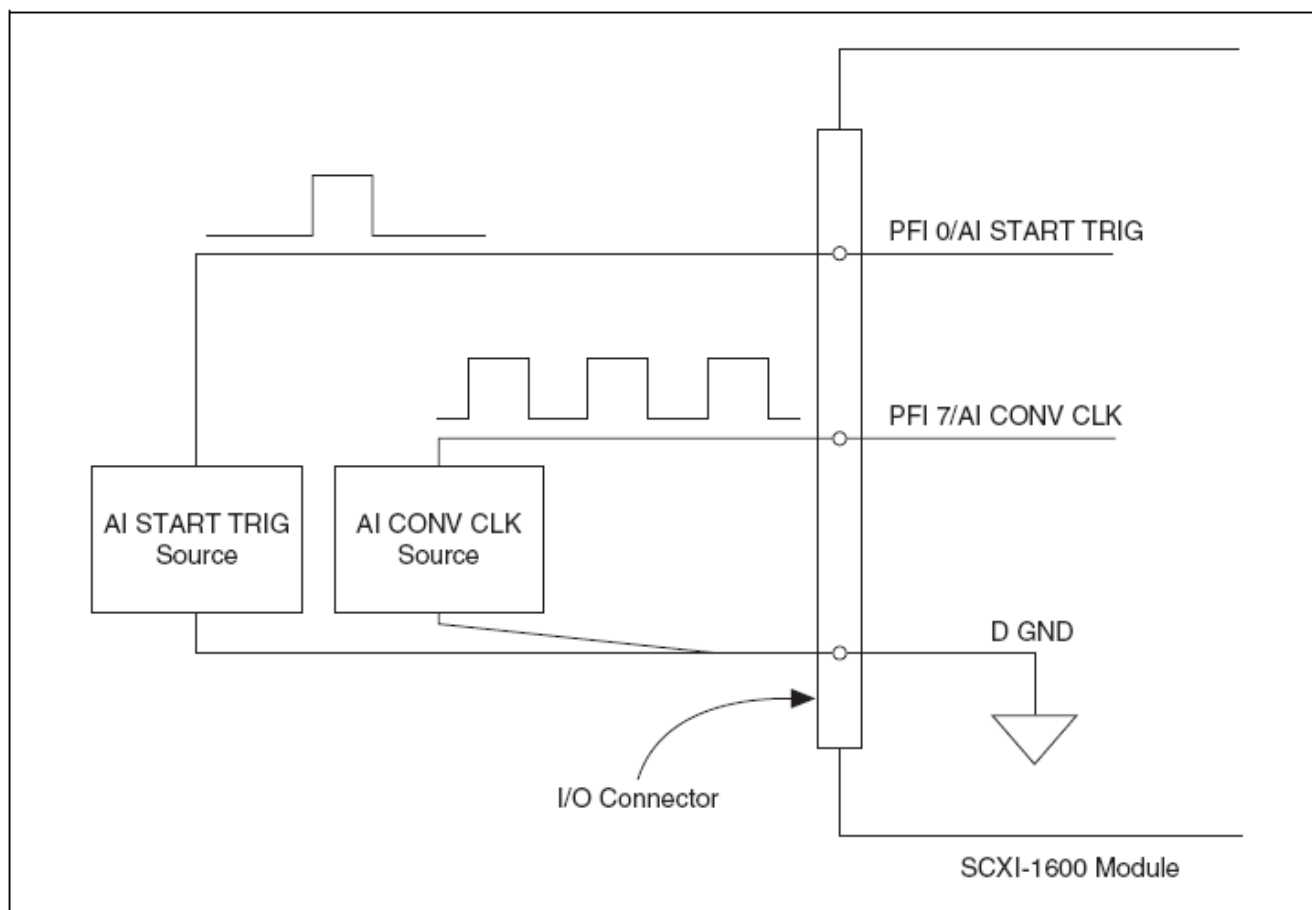 PFI 0/AI START TRIG
PFI 7/AI CONV CLK
AI START TRIG
Source
AI CONV CLK
Source
D GND
I/O Connector
SCXI-1600 Module